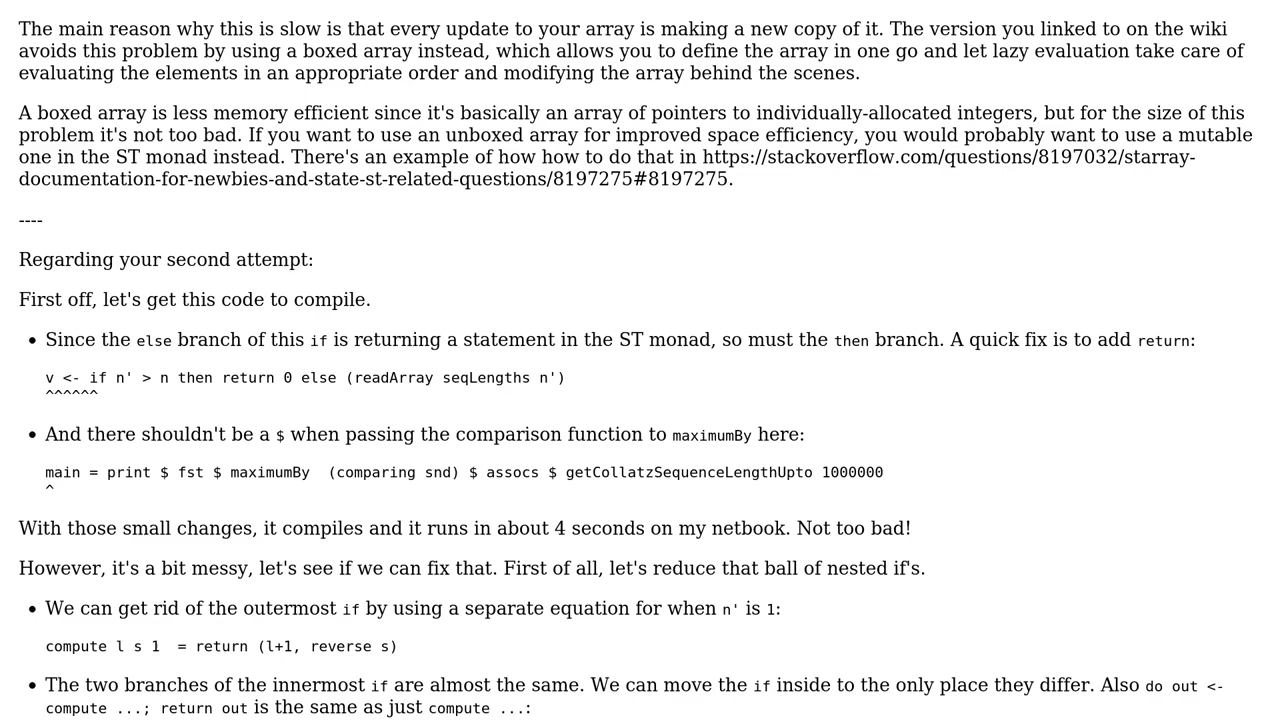 The main reason why this is slow is that every update to your array is making a new copy of it. The version you linked to on the wiki
avoids this problem by using a boxed array instead, which allows you to define the array in one go and let lazy evaluation take care of
evaluating the elements in an appropriate order and modifying the array behind the scenes.
A boxed array is less memory efficient since it's basically an array of pointers to individually-allocated integers, but for the size of this
problem it's not too bad. If you want to use an unboxed array for improved space efficiency, you would probably want to use a mutable
one in the ST monad instead. There's an example of how how to do that in https://stackoverflow.com/questions/8197032/starray-
documentation-for-newbies-and-state-st-related-questions/8197275#8197275.
----
Regarding your second attempt:
First off, let's get this code to compile.
• Since the else branch of this if is returning a statement in the ST monad, so must the then branch. A quick fix is to add return:
v <- if n' > n then return 0 else (readArray seqLengths n')
^^^^^^
• And there shouldn't be a $ when passing the comparison function to maximumBy here:
main = print $ fst $ maximumBy  (comparing snd) $ assocs $ getCollatzSequenceLengthUpto 1000000
^
With those small changes, it compiles and it runs in about 4 seconds on my netbook. Not too bad!
However, it's a bit messy, let's see if we can fix that. First of all, let's reduce that ball of nested if's.
• We can get rid of the outermost if by using a separate equation for when n' is 1:
compute l s 1  = return (l+1, reverse s)
• The two branches of the innermost if are almost the same. We can move the if inside to the only place they differ. Also do out <-
compute ...; return out is the same as just compute ...: